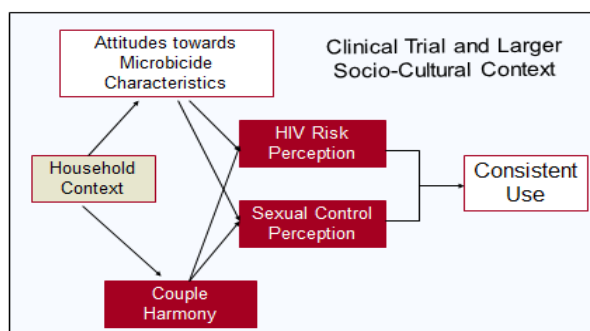 Attitudes towards
Microbicide
Characteristics
Clinical Trial and Larger
Socio-Cultural Context
HIV Risk
Perception
Household
Context
Consistent
Use
Sexual Control
Perception
Couple
Harmony